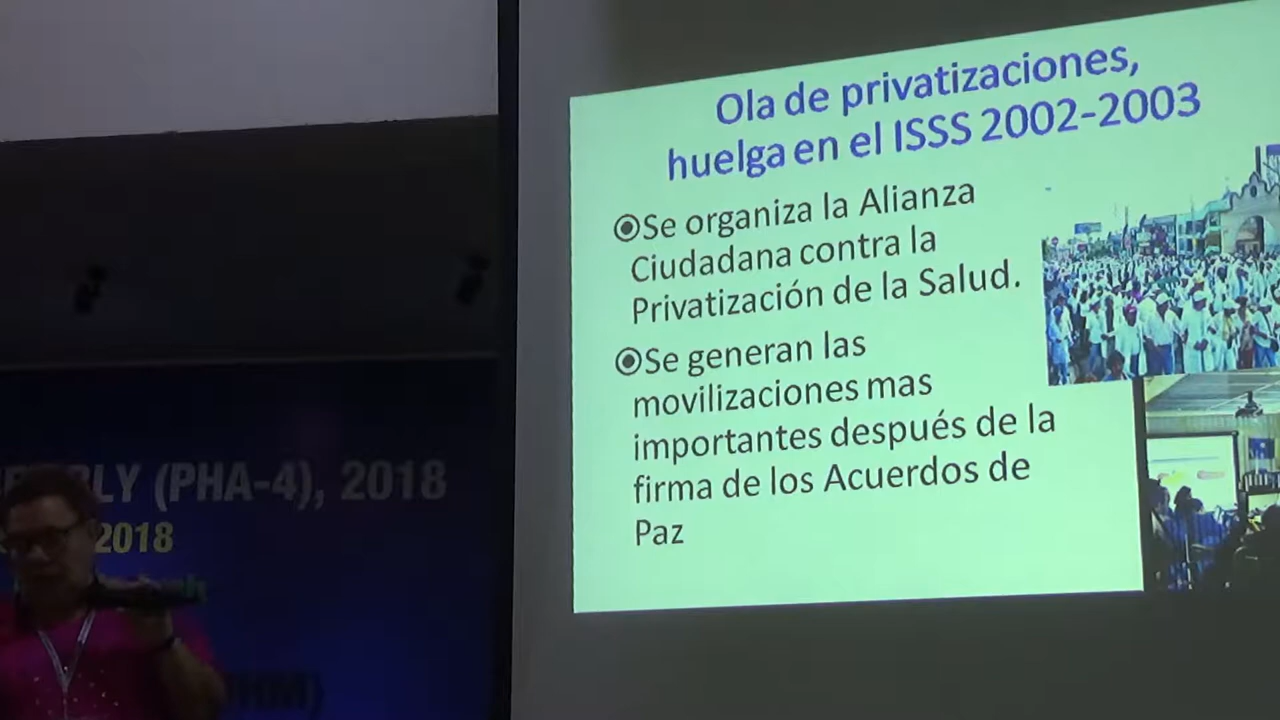 Ola de privatizaciones,
huelga en el ISSS 2002-2003
Se organiza la Alianza
Ciudadana contra la
Privatización de la Salud.
Se generan las
movilizaciones mas
importantes después de la
firma de los Acuerdos de
Paz
(PHA-4), 2018
2018